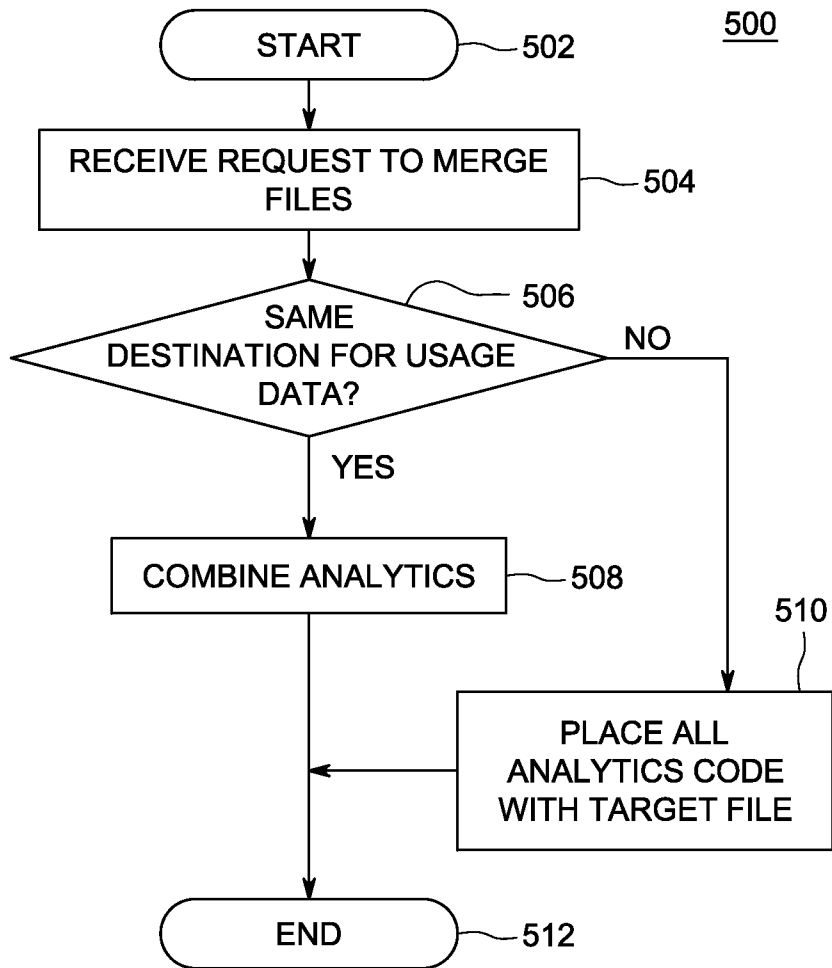 500
START
502
RECEIVE REQUEST TO MERGE
FILES
504
506
SAME
DESTINATION FOR USAGE
DATA?
NO
YES
COMBINE ANALYTICS
508
510
PLACE ALL
ANALYTICS CODE
WITH TARGET FILE
END
512